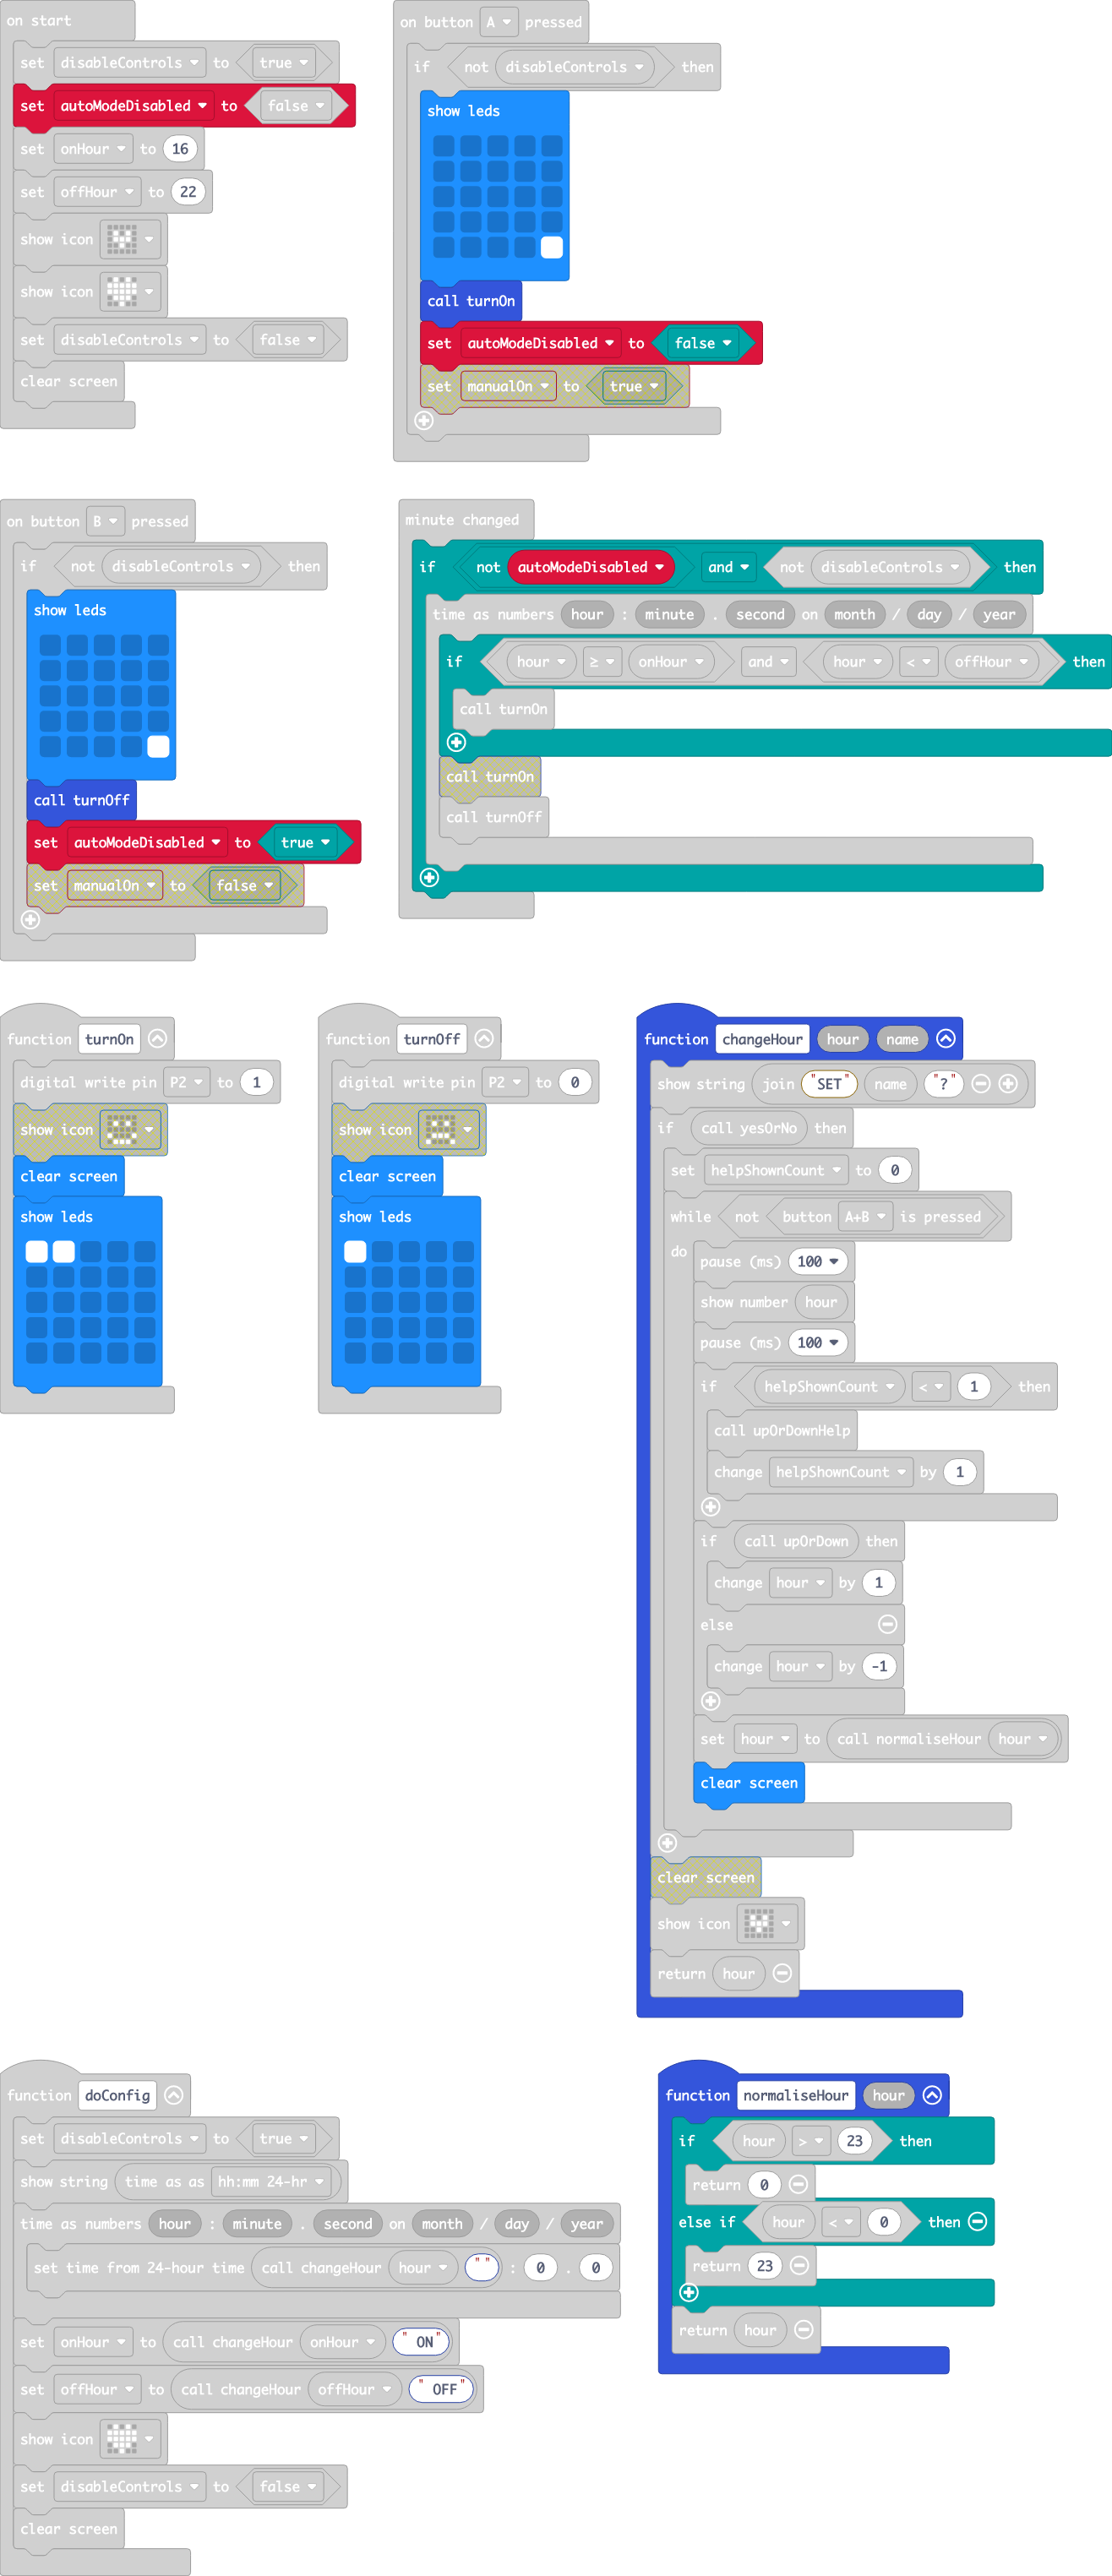 on start
set disableControls to true
set autoModeDisabled to false
set onHour to 16
set offHour to 22
show icon
show icon
set disableControls to false
clear screen
on button A pressed
if not disableControls then
show leds
call turnOn
set autoModeDisabled to false
set manualOn to true
on button B pressed
if not disableControls then
show leds
call turnOff
set autoModeDisabled to true
set manualOn to false
minute changed
if not autoModeDisabled and not disableControls then
time as numbers hour : minute . second on month / day / year
if hour ≥ onHour and hour < offHour then
call turnOn
call turnOn
call turnOff
function turnOn
digital write pin P2 to 1
show icon
clear screen
show leds
function turnOff
digital write pin P2 to 0
show icon
clear screen
show leds
function changeHour hour name
show string join "SET" name "?"
if call yesOrNo then
set helpShownCount to 0
while not button A+B is pressed
do
pause (ms) 100
show number hour
pause (ms) 100
if helpShownCount < 1 then
call upOrDownHelp
change helpShownCount by 1
if call upOrDown then
change hour by 1
else
change hour by -1
set hour to call normaliseHour hour
clear screen
clear screen
show icon
return hour
function doConfig
set disableControls to true
show string time as as hh:mm 24-hr
time as numbers hour : minute . second on month / day / year
set time from 24-hour time call changeHour hour "" : 0 . 0
set onHour to call changeHour onHour " ON"
set offHour to call changeHour offHour " OFF"
show icon
set disableControls to false
clear screen
function normaliseHour hour
if hour > 23 then
return 0
else if hour < 0 then
return 23
return hour